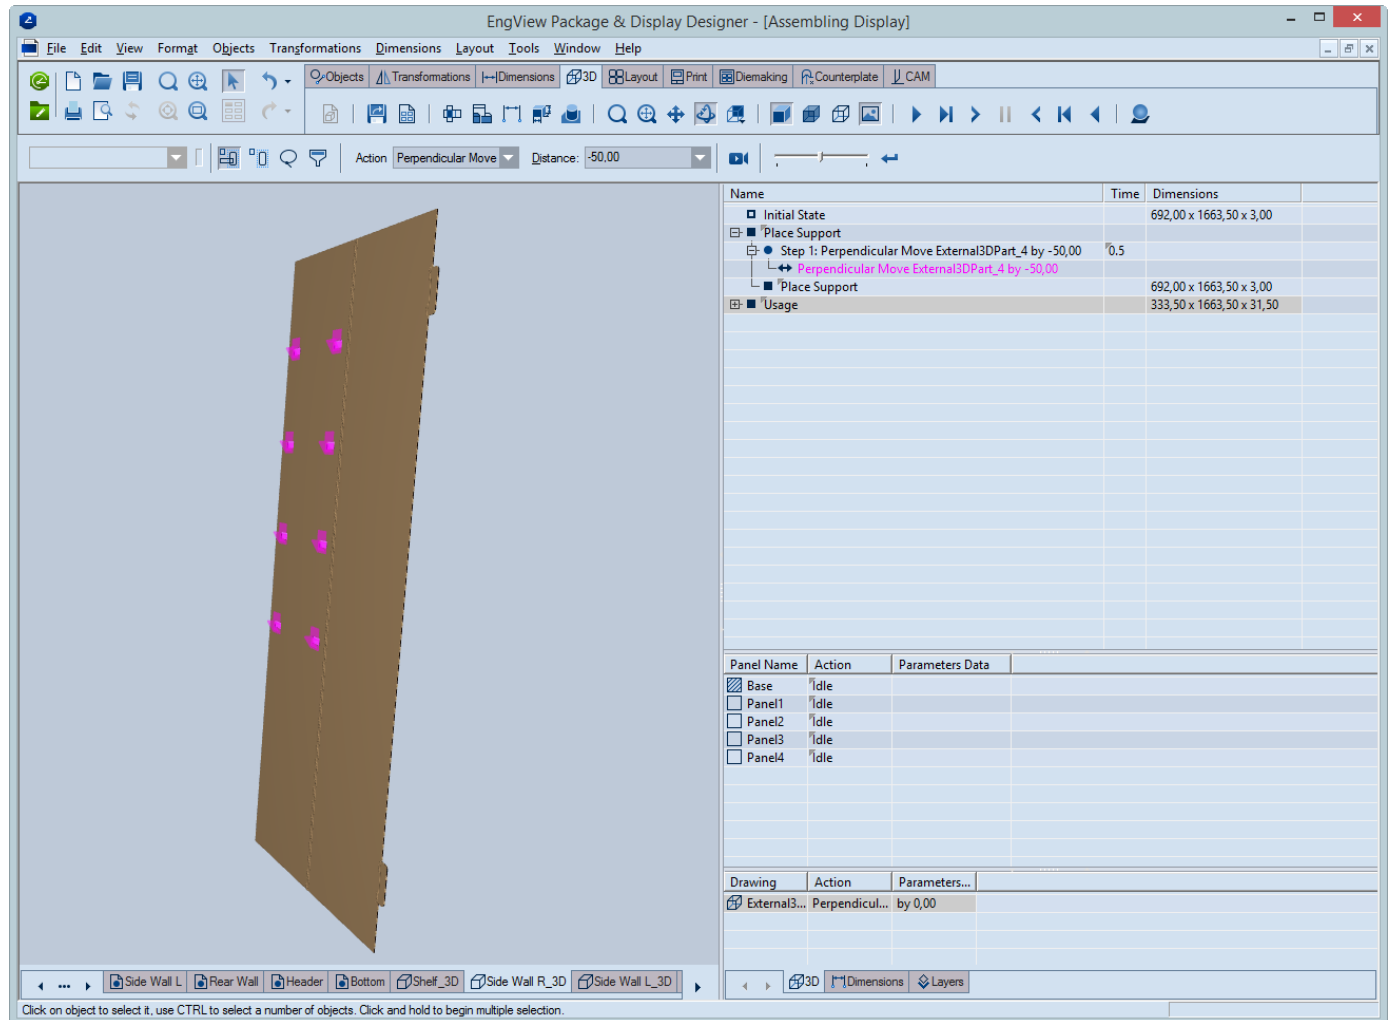 EngView Package & Display Designer - [Assembling Display]
File Edit View Format Objects Transformations Dimensions Layout Tools Window Help
Objects Transformations Dimensions 3D Layout Print Diemaking Counterplate CAM
Action Perpendicular Move Distance: -50,00
Name Time Dimensions
Initial State 692,00 x 1663,50 x 3,00
Place Support
Step 1: Perpendicular Move External3DPart_4 by -50,00 0.5
Perpendicular Move External3DPart_4 by -50,00
Place Support 692,00 x 1663,50 x 3,00
Usage 333,50 x 1663,50 x 31,50
Panel Name Action Parameters Data
Base Idle
Panel1 Idle
Panel2 Idle
Panel3 Idle
Panel4 Idle
Drawing Action Parameters...
External3... Perpendicul... by 0,00
Side Wall L Rear Wall Header Bottom Shelf_3D Side Wall R_3D Side Wall L_3D
3D Dimensions Layers
Click on object to select it, use CTRL to select a number of objects. Click and hold to begin multiple selection.